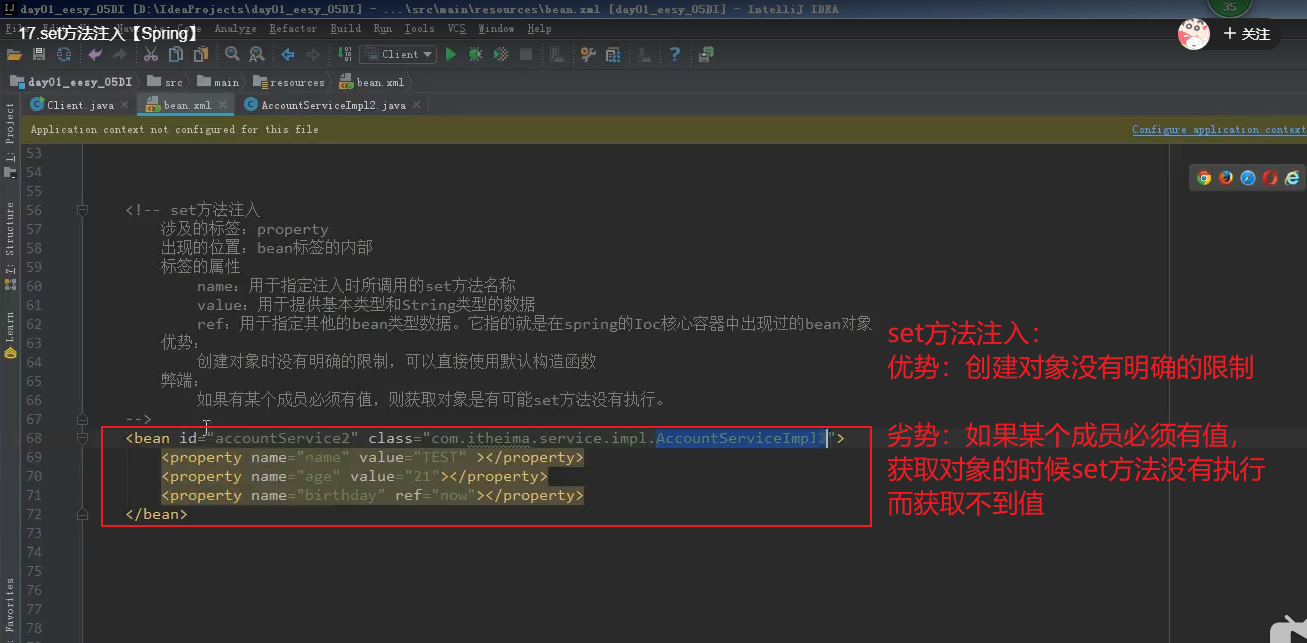 day01_eesy_05DI [D:\IdeaProjects\day01_eesy_05DI] - ...\src\main\resources\bean.xml [day01_eesy_05DI] - IntelliJ IDEA
35
Analyze Refactor Build Run Tools VCS Window Help
17.set方法注入【Spring】
+ 关注
Client
day01_eesy_05DI src main resources bean.xml
Client.java bean.xml AccountServiceImpl2.java
Application context not configured for this file
Configure application context
1: Project
7: Structure
Learn
Favorites
53
54
55
56 <!-- set方法注入
57 涉及的标签：property
58 出现的位置：bean标签的内部
59 标签的属性
60 name：用于指定注入时所调用的set方法名称
61 value：用于提供基本类型和String类型的数据
62 ref：用于指定其他的bean类型数据。它指的就是在spring的Ioc核心容器中出现过的bean对象
63 优势：
64 创建对象时没有明确的限制，可以直接使用默认构造函数
65 弊端：
66 如果有某个成员必须有值，则获取对象是有可能set方法没有执行。
67 -->
68 <bean id="accountService2" class="com.itheima.service.impl.AccountServiceImpl2">
69 <property name="name" value="TEST" ></property>
70 <property name="age" value="21"></property>
71 <property name="birthday" ref="now"></property>
72 </bean>
73
74
75
76
77
78
set方法注入：
优势：创建对象没有明确的限制
劣势：如果某个成员必须有值，
获取对象的时候set方法没有执行
而获取不到值